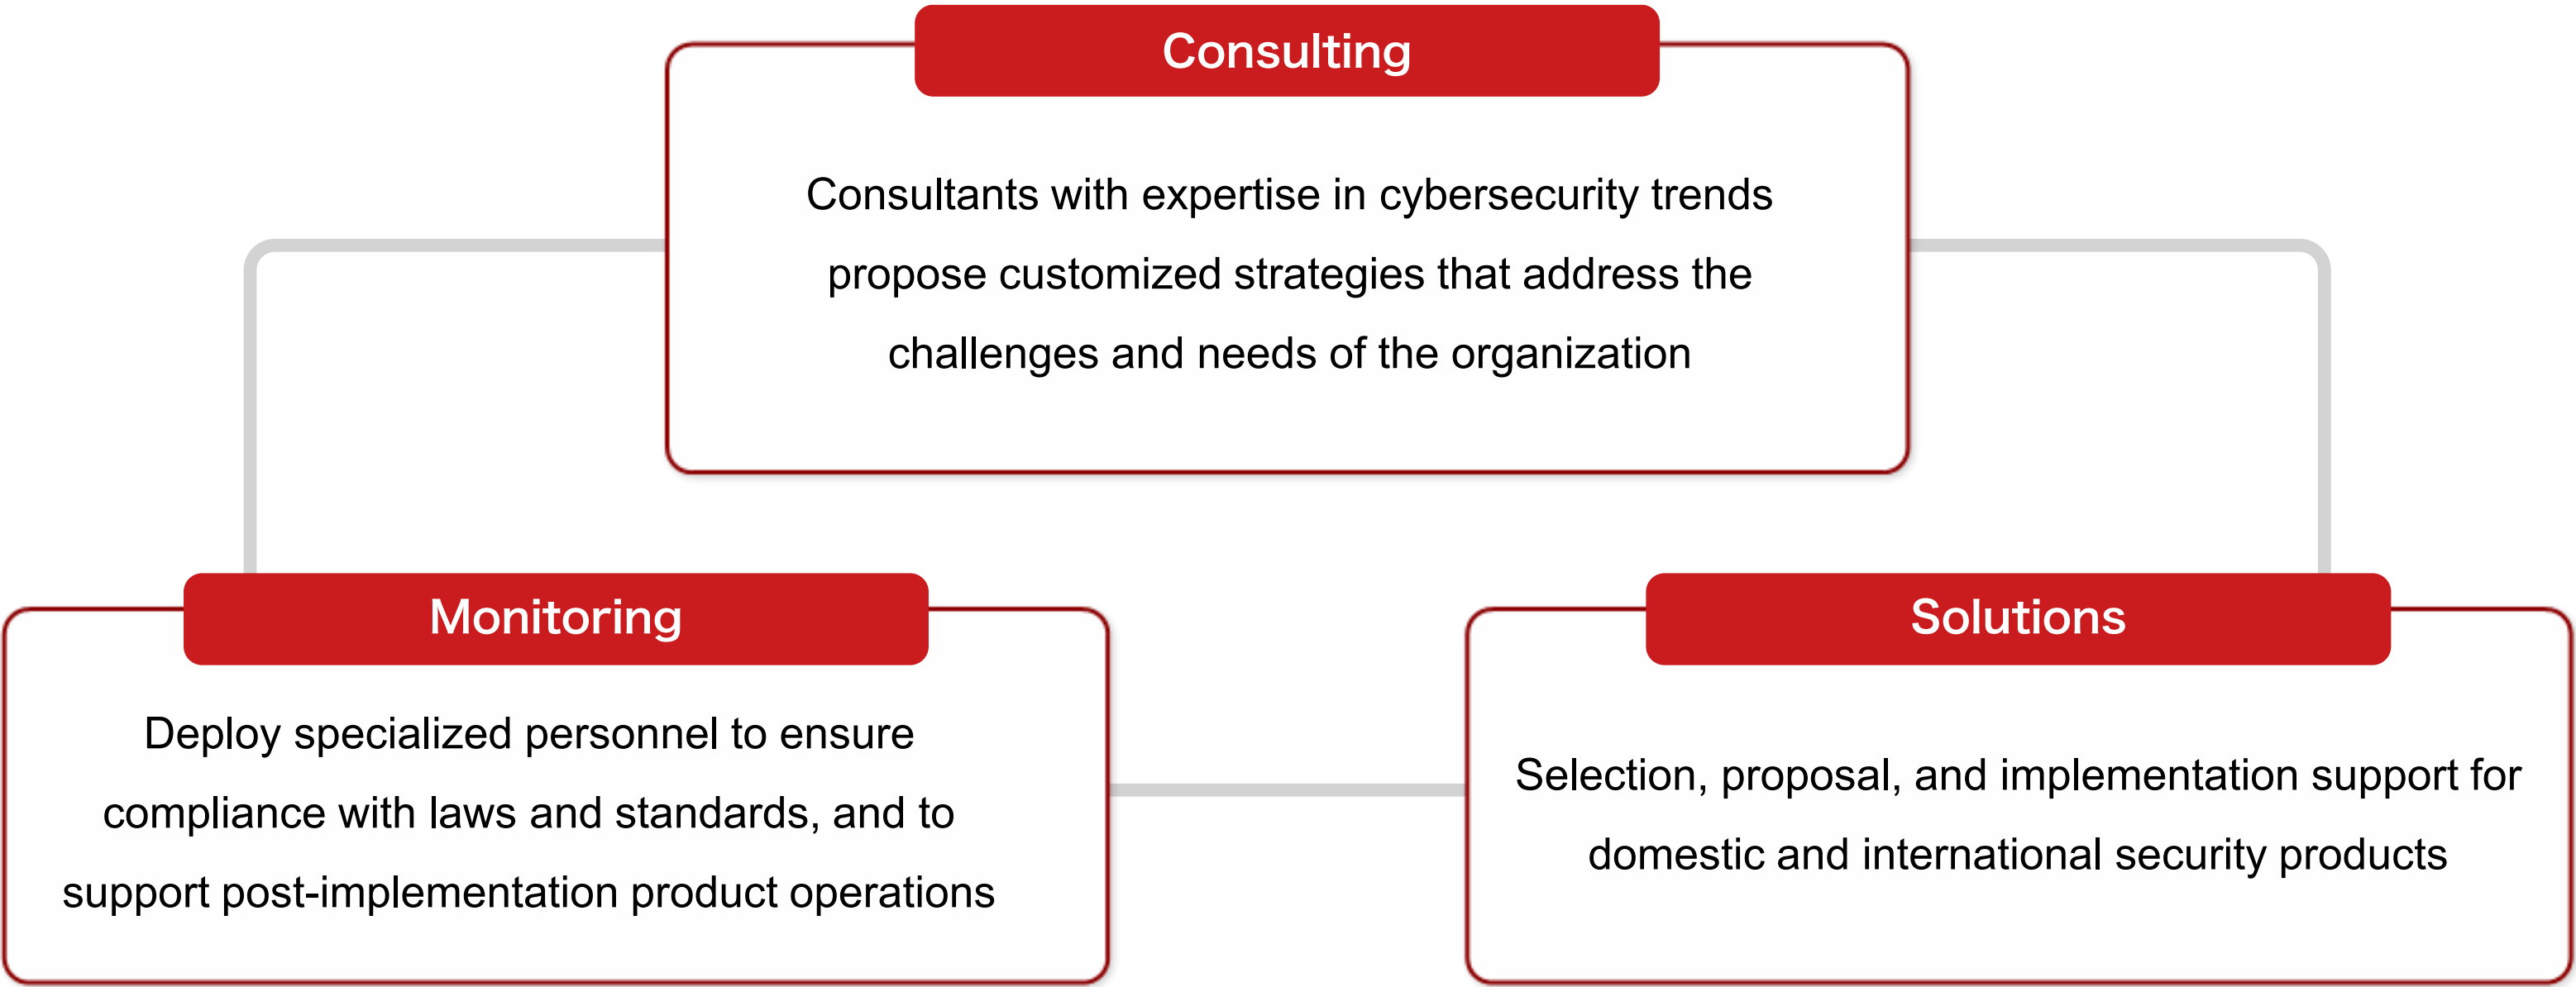 Consulting
Consultants with expertise in cybersecurity trends
propose customized strategies that address the
challenges and needs of the organization
Monitoring
Deploy specialized personnel to ensure
compliance with laws and standards, and to
support post-implementation product operations
Solutions
Selection, proposal, and implementation support for
domestic and international security products